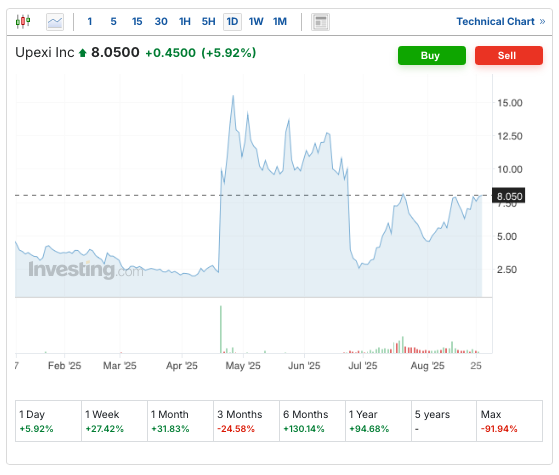 1 5 15 30 1H 5H 1D 1W 1M Technical Chart »
Upexi Inc 8.0500 +0.4500 (+5.92%) Buy Sell
15.00
12.50
10.00
8.050
7.50
5.00
2.50
Investing.com
7 Feb '25 Mar '25 Apr '25 May '25 Jun '25 Jul '25 Aug '25 25
1 Day 1 Week 1 Month 3 Months 6 Months 1 Year 5 years Max
+5.92% +27.42% +31.83% -24.58% +130.14% +94.68% - -91.94%